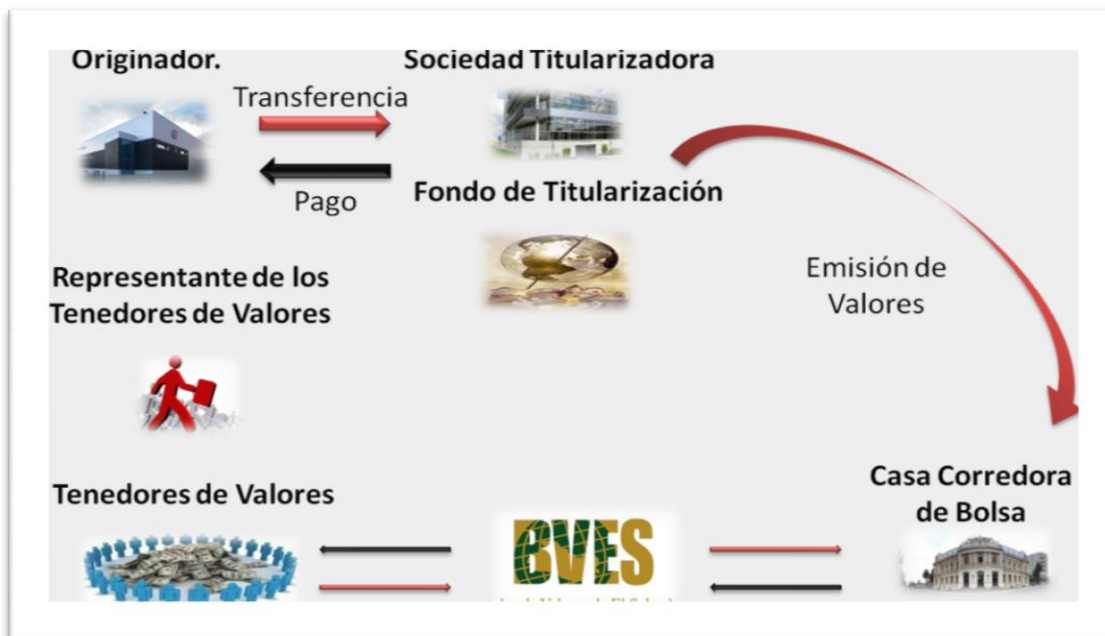 Originador.
Sociedad Titularizadora
Transferencia
Pago
Fondo de Titularización
Emisión de
Valores
Representante de los
Tenedores de Valores
Tenedores de Valores
BVES
Casa Corredora
de Bolsa